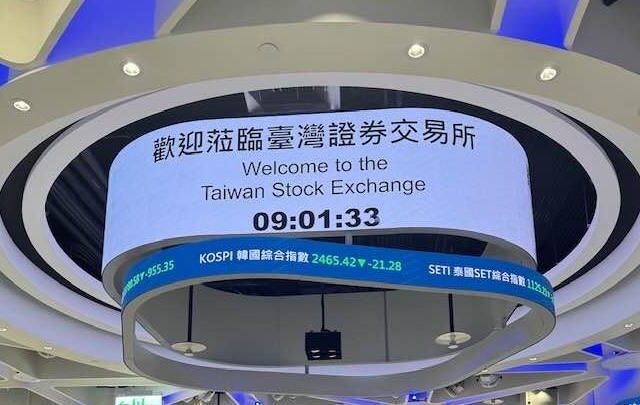 歡迎蒞臨臺灣證券交易所
Welcome to the
Taiwan Stock Exchange
09:01:33
▼-955.35 KOSPI 韓國綜合指數 2465.42▼-21.28 SETI 泰國SET綜合指數